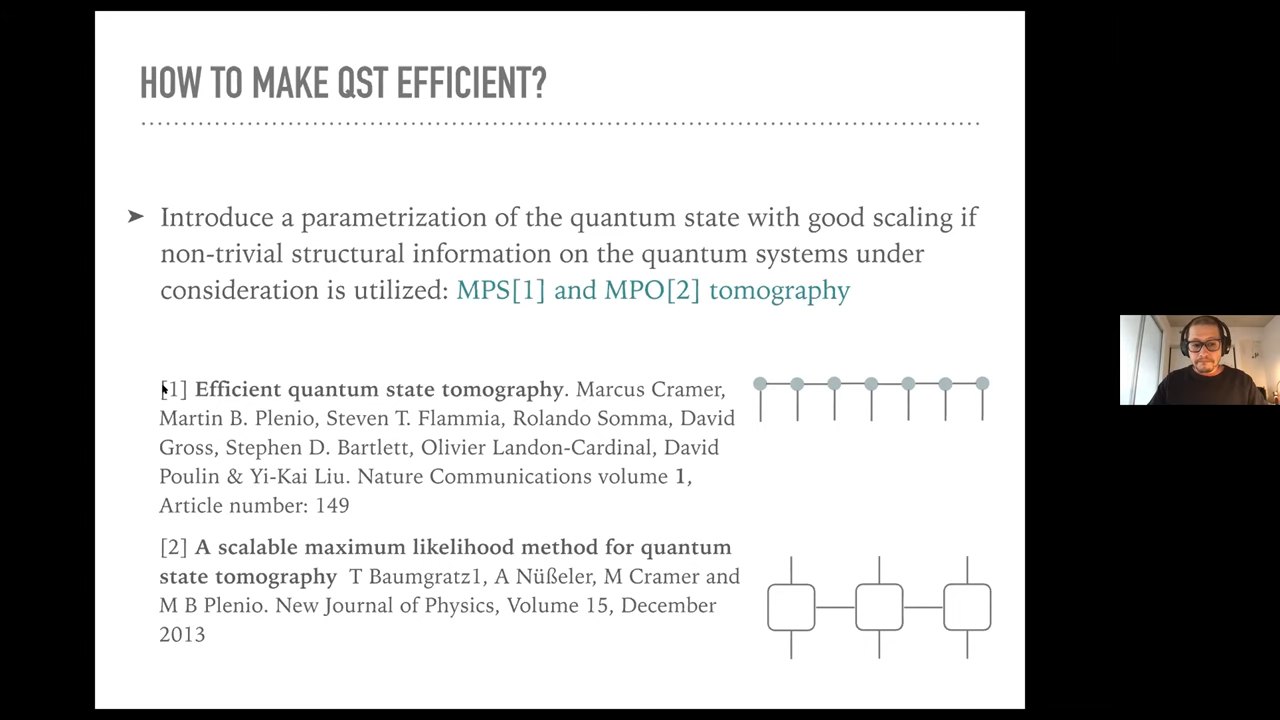 HOW TO MAKE QST EFFICIENT?
➤ Introduce a parametrization of the quantum state with good scaling if
non-trivial structural information on the quantum systems under
consideration is utilized: MPS[1] and MPO[2] tomography
[1] Efficient quantum state tomography. Marcus Cramer,
Martin B. Plenio, Steven T. Flammia, Rolando Somma, David
Gross, Stephen D. Bartlett, Olivier Landon-Cardinal, David
Poulin & Yi-Kai Liu. Nature Communications volume 1,
Article number: 149
[2] A scalable maximum likelihood method for quantum
state tomography T Baumgratz1, A Nüßeler, M Cramer and
M B Plenio. New Journal of Physics, Volume 15, December
2013